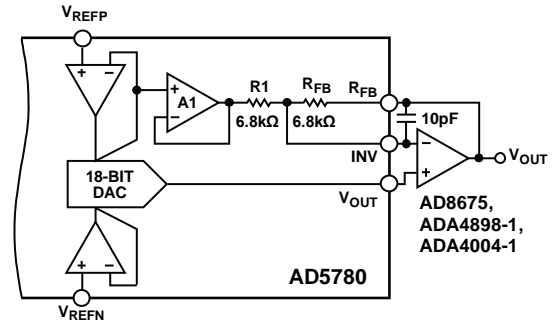 VREFP
R1
RFB
RFB
A1
6.8kΩ
6.8kΩ
10pF
INV
18-BIT
DAC
VOUT
VOUT
AD8675,
ADA4898-1,
ADA4004-1
AD5780
VREFN
+
−
+
−
−
+
+
−